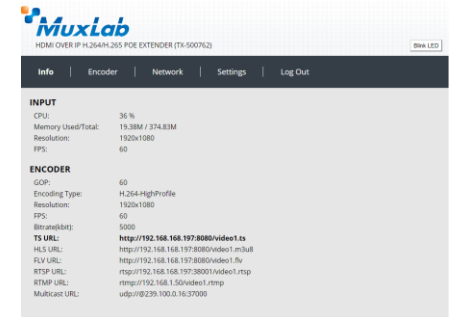 MuxLab
HDMI OVER IP H.264/H.265 POE EXTENDER (TX-500762)
Blink LED
Info | Encoder | Network | Settings | Log Out
INPUT
CPU: 36 %
Memory Used/Total: 19.38M / 374.83M
Resolution: 1920x1080
FPS: 60
ENCODER
GOP: 60
Encoding Type: H.264-HighProfile
Resolution: 1920x1080
FPS: 60
Bitrate(kbit): 5000
TS URL: http://192.168.168.197:8080/video1.ts
HLS URL: http://192.168.168.197:8080/video1.m3u8
FLV URL: http://192.168.168.197:8080/video1.flv
RTSP URL: rtsp://192.168.168.197:38001/video1.rtsp
RTMP URL: rtmp://192.168.1.50/video1.rtmp
Multicast URL: udp://@239.100.0.16:37000